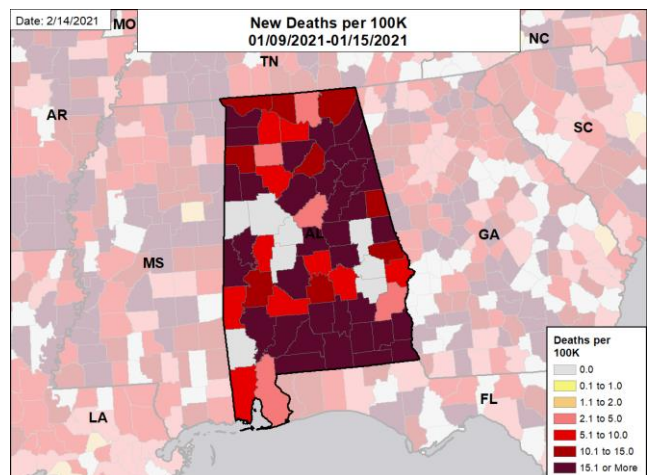 Date: 2/14/2021
New Deaths per 100K
01/09/2021-01/15/2021
MO
NC
TN
AR
SC
AL
MS
GA
LA
FL
Deaths per
100K
0.0
0.1 to 1.0
1.1 to 2.0
2.1 to 5.0
5.1 to 10.0
10.1 to 15.0
15.1 or More